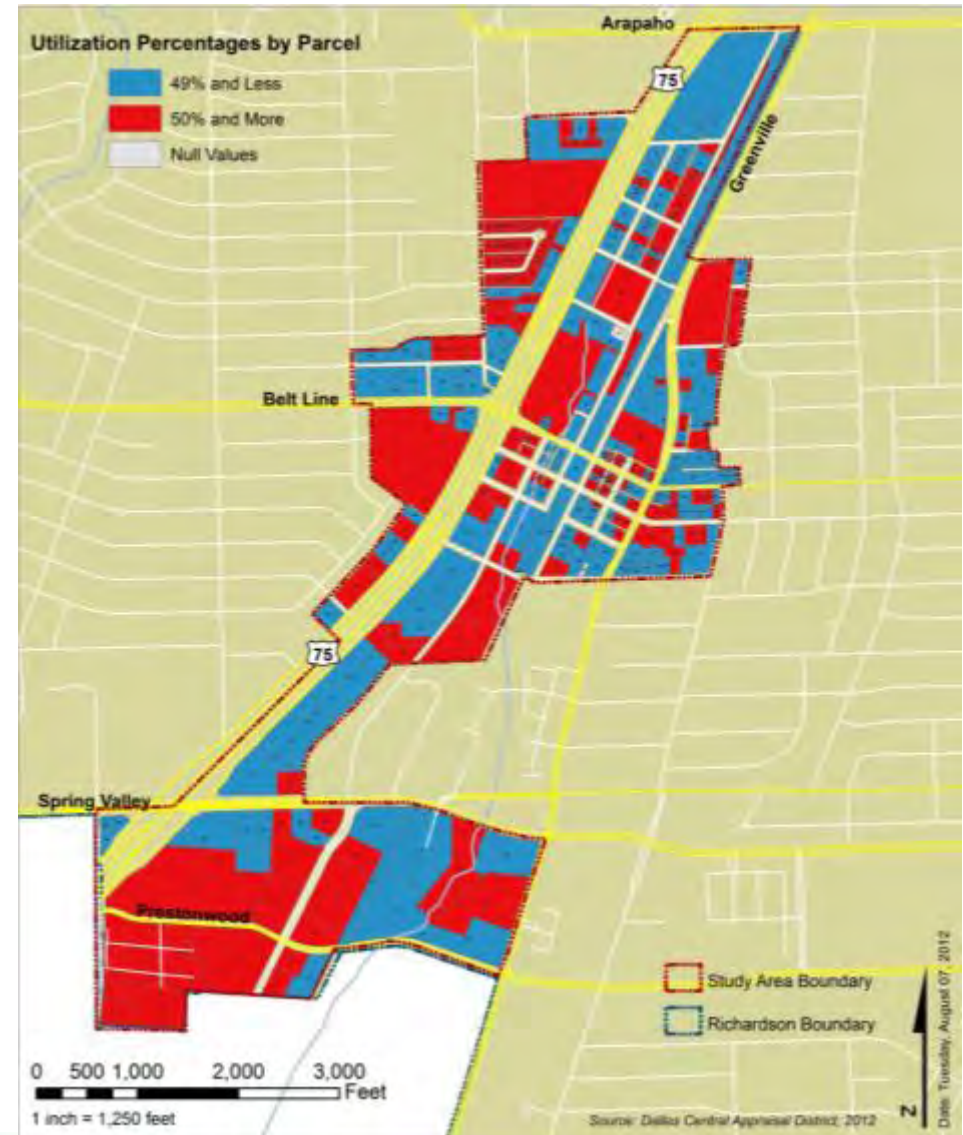 Utilization Percentages by Parcel
49% and Less
50% and More
Null Values
Arapaho
75
Greenville
Belt Line
75
Spring Valley
Prestonwood
Study Area Boundary
Richardson Boundary
0 500 1,000 2,000 3,000
Feet
1 inch = 1,250 feet
Source: Dallas Central Appraisal District, 2012
N
Date: Tuesday, August 07, 2012